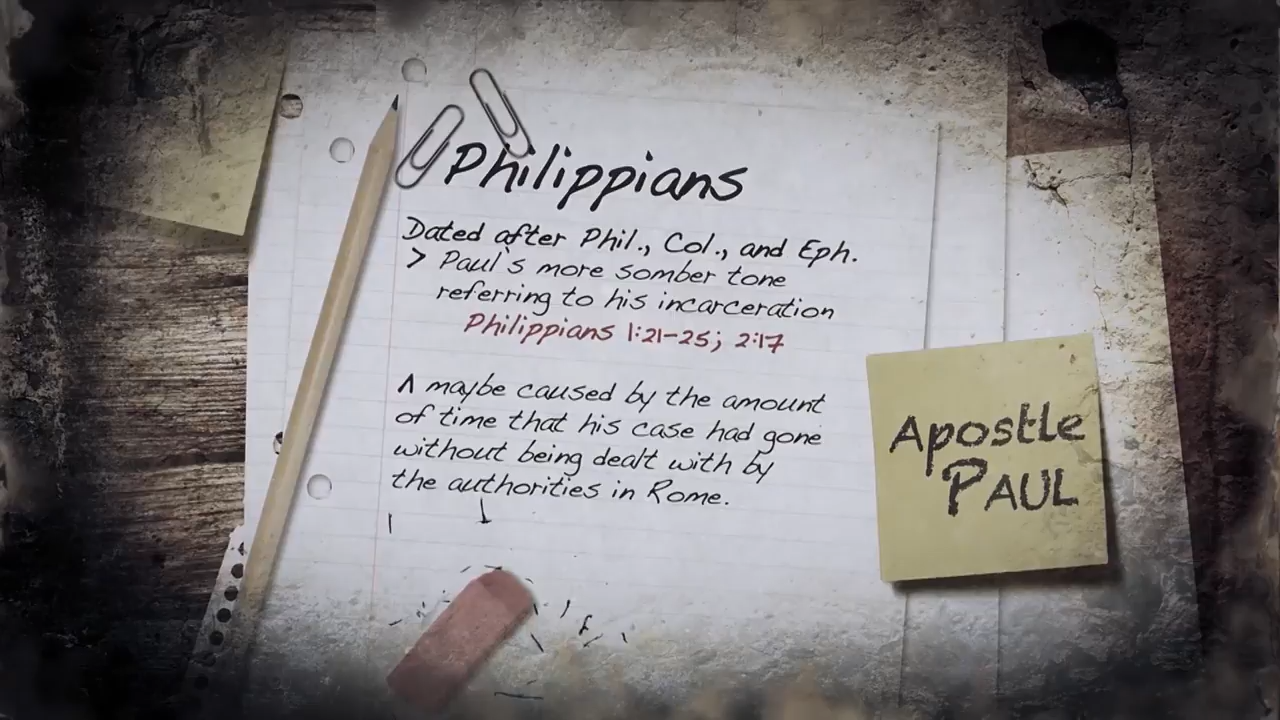 Philippians
Dated after Phil., Col., and Eph.
> Paul's more somber tone
referring to his incarceration
Philippians 1:21-25; 2:17
^ maybe caused by the amount
of time that his case had gone
without being dealt with by
the authorities in Rome.
Apostle
PAUL